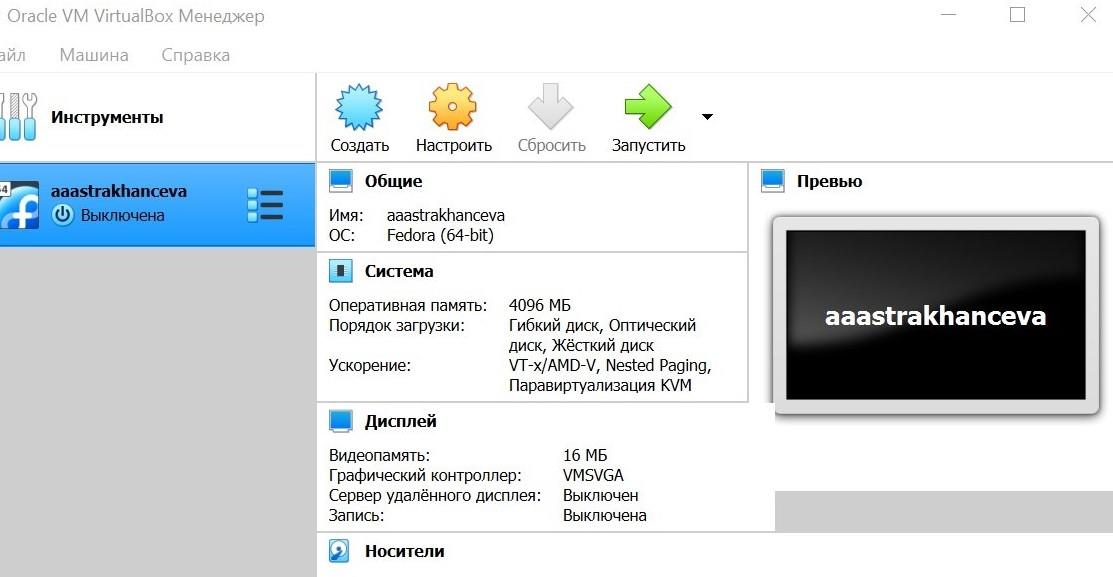 Oracle VM VirtualBox Менеджер
айл Машина Справка
Инструменты
Создать Настроить Сбросить Запустить
64
aaastrakhanceva
Выключена
Общие
Имя: aaastrakhanceva
ОС: Fedora (64-bit)
Система
Оперативная память: 4096 МБ
Порядок загрузки: Гибкий диск, Оптический
диск, Жёсткий диск
Ускорение: VT-x/AMD-V, Nested Paging,
Паравиртуализация KVM
Дисплей
Видеопамять: 16 МБ
Графический контроллер: VMSVGA
Сервер удалённого дисплея: Выключен
Запись: Выключена
Носители
Превью
aaastrakhanceva